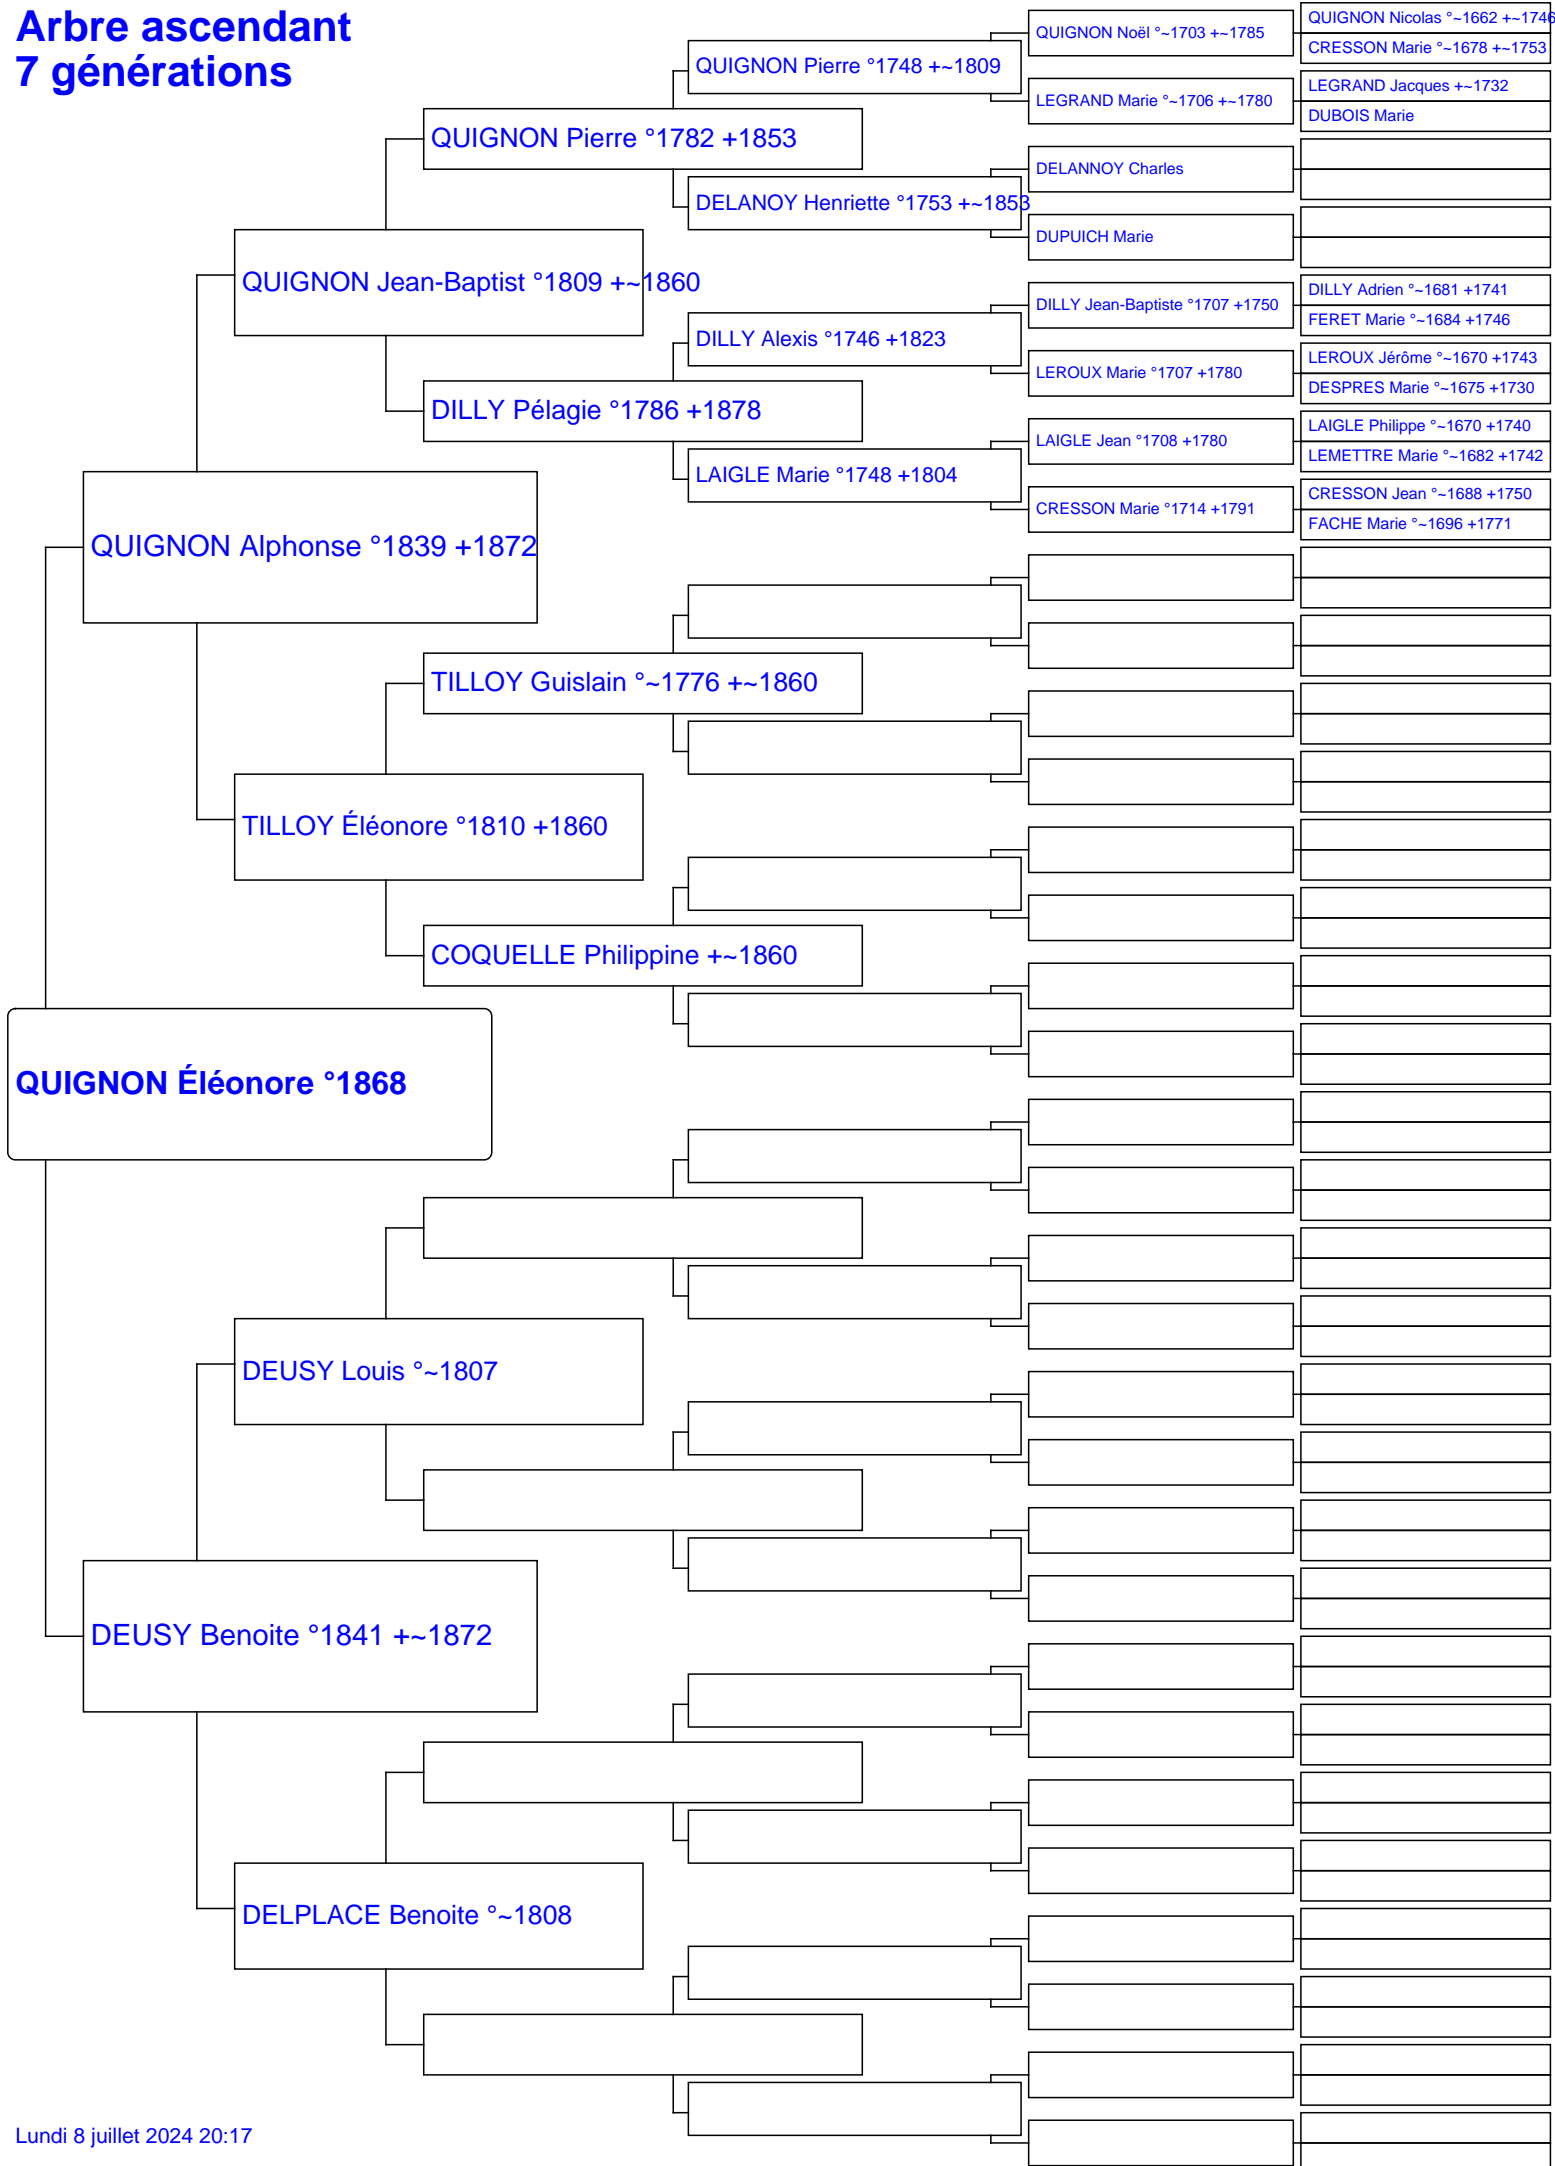 Arbre ascendant
7 générations
QUIGNON Nicolas °~1662 +~1746
QUIGNON Noël °~1703 +~1785
CRESSON Marie °~1678 +~1753
QUIGNON Pierre °1748 +~1809
LEGRAND Jacques +~1732
LEGRAND Marie °~1706 +~1780
DUBOIS Marie
QUIGNON Pierre °1782 +1853
DELANNOY Charles
DELANOY Henriette °1753 +~1853
DUPUICH Marie
QUIGNON Jean-Baptist °1809 +~1860
DILLY Adrien °~1681 +1741
DILLY Jean-Baptiste °1707 +1750
FERET Marie °~1684 +1746
DILLY Alexis °1746 +1823
LEROUX Jérôme °~1670 +1743
LEROUX Marie °1707 +1780
DESPRES Marie °~1675 +1730
DILLY Pélagie °1786 +1878
LAIGLE Philippe °~1670 +1740
LAIGLE Jean °1708 +1780
LEMETTRE Marie °~1682 +1742
LAIGLE Marie °1748 +1804
CRESSON Jean °~1688 +1750
CRESSON Marie °1714 +1791
FACHE Marie °~1696 +1771
QUIGNON Alphonse °1839 +1872
TILLOY Guislain °~1776 +~1860
TILLOY Éléonore °1810 +1860
COQUELLE Philippine +~1860
QUIGNON Éléonore °1868
DEUSY Louis °~1807
DEUSY Benoite °1841 +~1872
DELPLACE Benoite °~1808
Lundi 8 juillet 2024 20:17